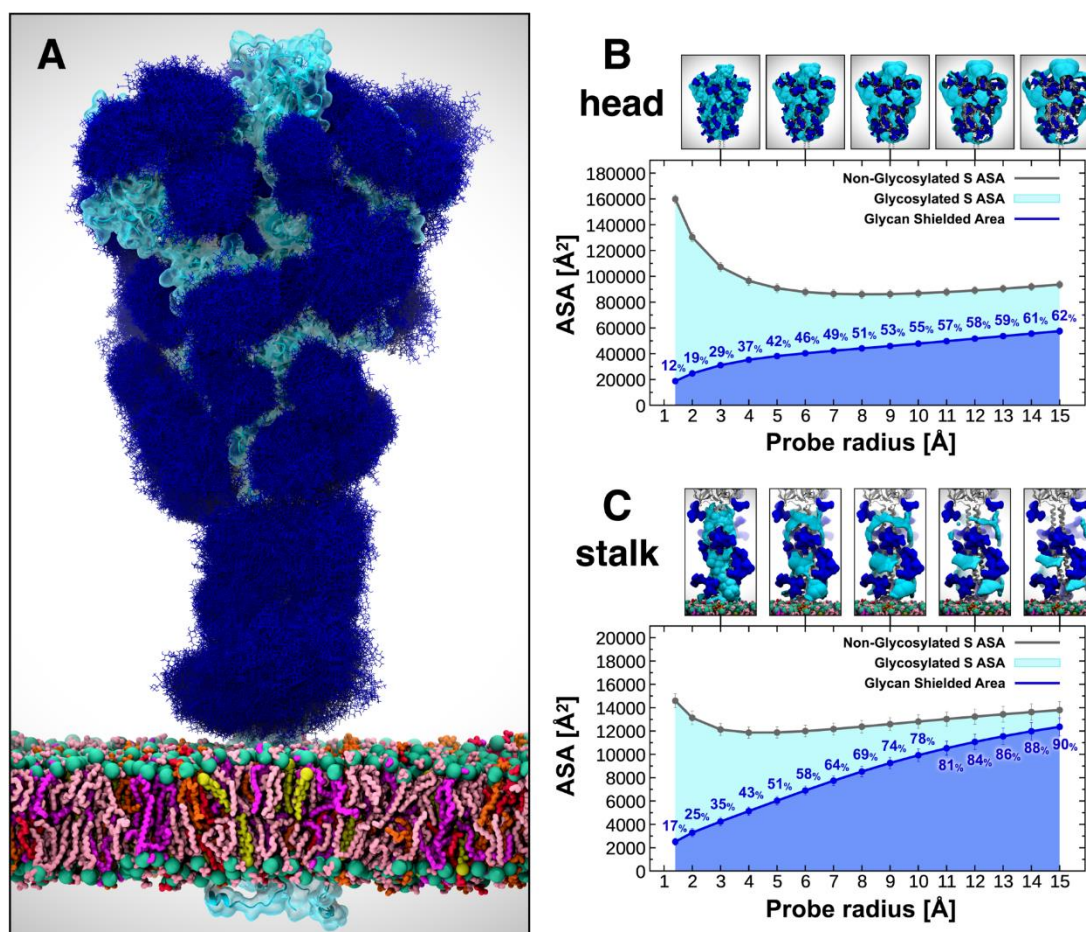 A
B
head
180000
160000
140000
120000
100000
80000
60000
40000
20000
0
ASA [Å²]
Non-Glycosylated S ASA
Glycosylated S ASA
Glycan Shielded Area
12% 19% 29% 37% 42% 46% 49% 51% 53% 55% 57% 58% 59% 61% 62%
1 2 3 4 5 6 7 8 9 10 11 12 13 14 15
Probe radius [Å]
C
stalk
20000
18000
16000
14000
12000
10000
8000
6000
4000
2000
0
ASA [Å²]
Non-Glycosylated S ASA
Glycosylated S ASA
Glycan Shielded Area
17% 25% 35% 43% 51% 58% 64% 69% 74% 78% 81% 84% 86% 88% 90%
1 2 3 4 5 6 7 8 9 10 11 12 13 14 15
Probe radius [Å]